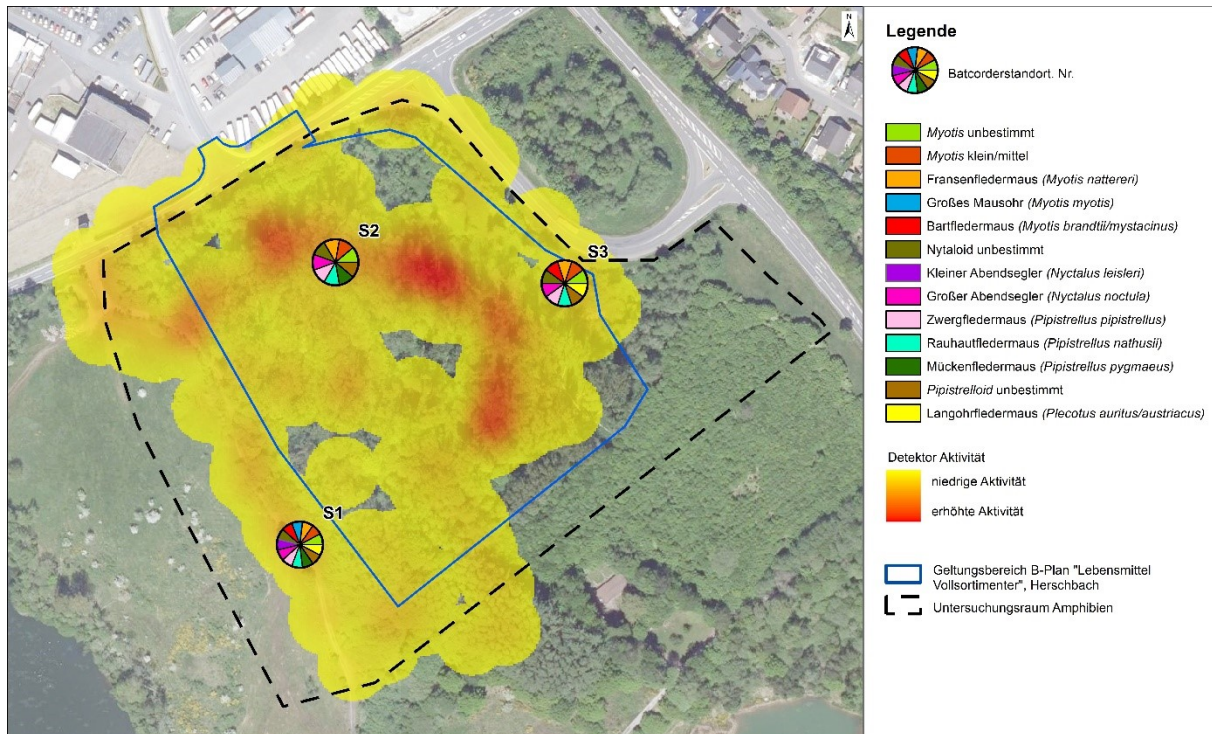 N
S2
S3
S1
Legende
Batcorderstandort. Nr.
Myotis unbestimmt
Myotis klein/mittel
Fransenfledermaus (Myotis nattereri)
Großes Mausohr (Myotis myotis)
Bartfledermaus (Myotis brandtii/mystacinus)
Nytaloid unbestimmt
Kleiner Abendsegler (Nyctalus leisleri)
Großer Abendsegler (Nyctalus noctula)
Zwergfledermaus (Pipistrellus pipistrellus)
Rauhautfledermaus (Pipistrellus nathusii)
Mückenfledermaus (Pipistrellus pygmaeus)
Pipistrelloid unbestimmt
Langohrfledermaus (Plecotus auritus/austriacus)
Detektor Aktivität
niedrige Aktivität
erhöhte Aktivität
Geltungsbereich B-Plan "Lebensmittel
Vollsortimenter", Herschbach
Untersuchungsraum Amphibien